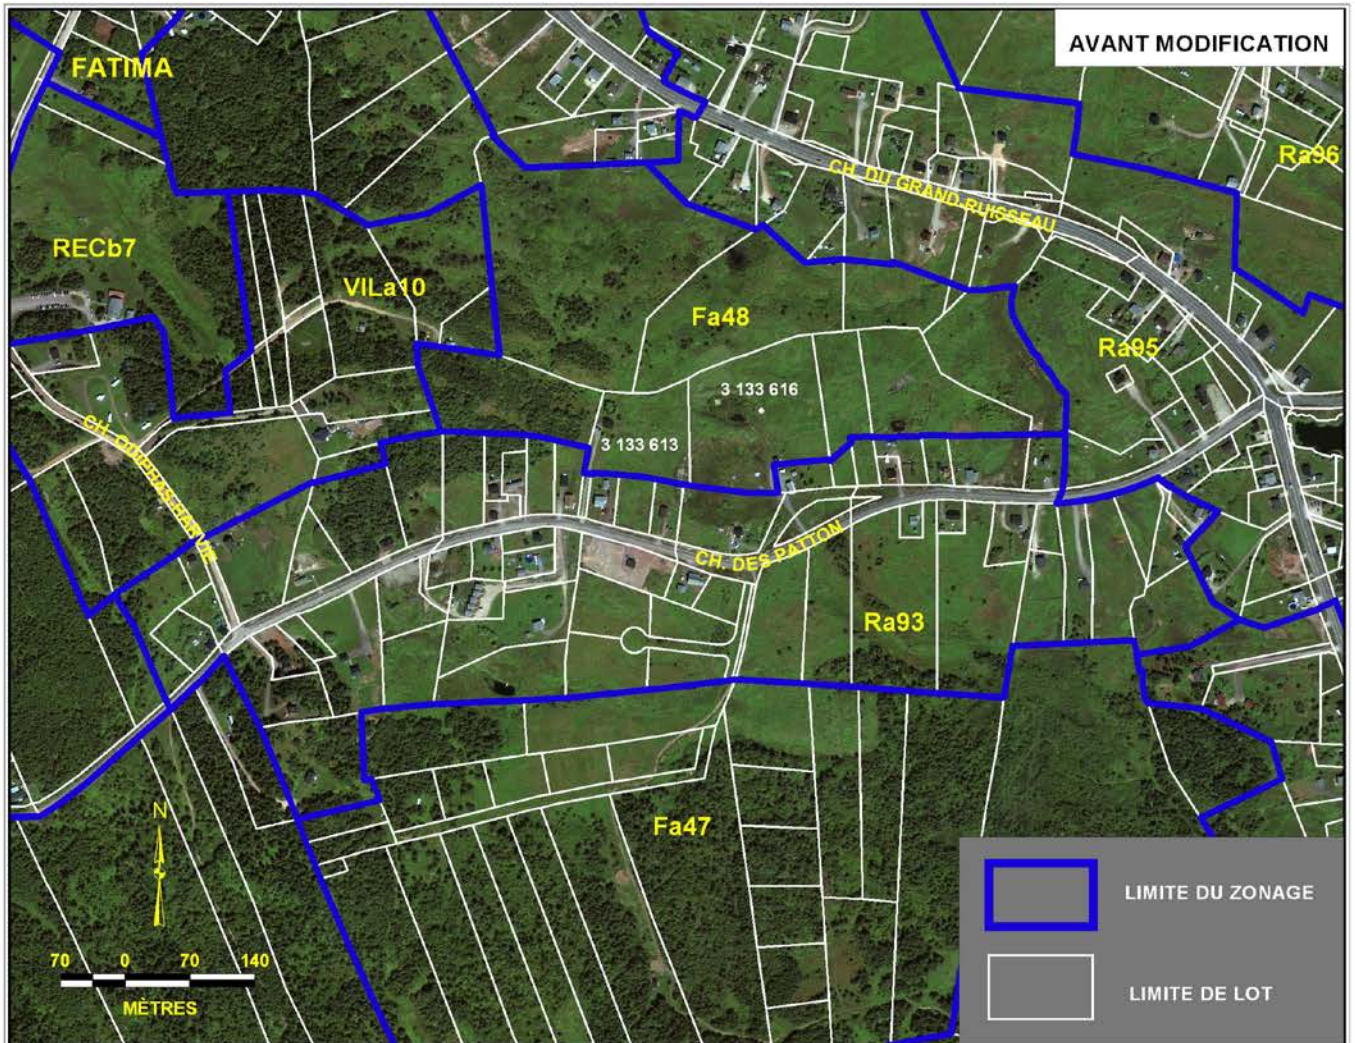 AVANT MODIFICATION
FATIMA
Ra96
CH. DU GRAND-RUISSEAU
RECb7
VILa10
Fa48
Ra95
3 133 616
3 133 613
CH. DES PATTON
Ra93
Fa47
N
70 0 70 140
MÈTRES
LIMITE DU ZONAGE
LIMITE DE LOT